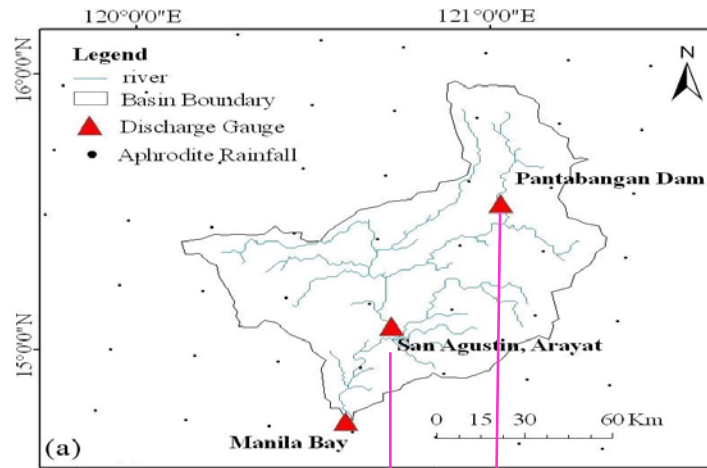 120°0'0"E 121°0'0"E
16°0'0"N
Legend
river
Basin Boundary
Discharge Gauge
Aphrodite Rainfall
N
Pantabangan Dam
15°0'0"N
San Agustin, Arayat
0 15 30 60 Km
Manila Bay
(a)